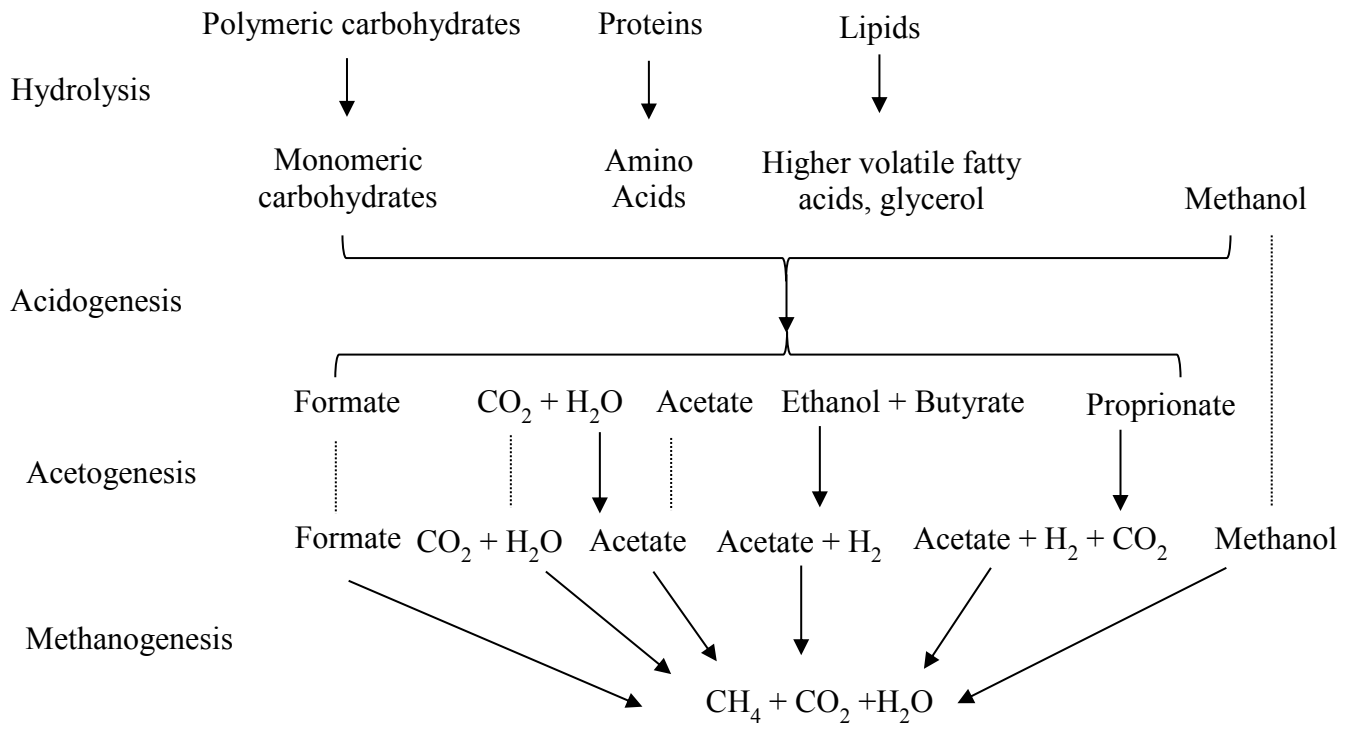 Polymeric carbohydrates Proteins Lipids
Hydrolysis
Monomeric carbohydrates Amino Acids Higher volatile fatty acids, glycerol Methanol
Acidogenesis
Formate CO₂ + H₂O Acetate Ethanol + Butyrate Proprionate
Acetogenesis
Formate CO₂ + H₂O Acetate Acetate + H₂ Acetate + H₂ + CO₂ Methanol
Methanogenesis
CH₄ + CO₂ +H₂O